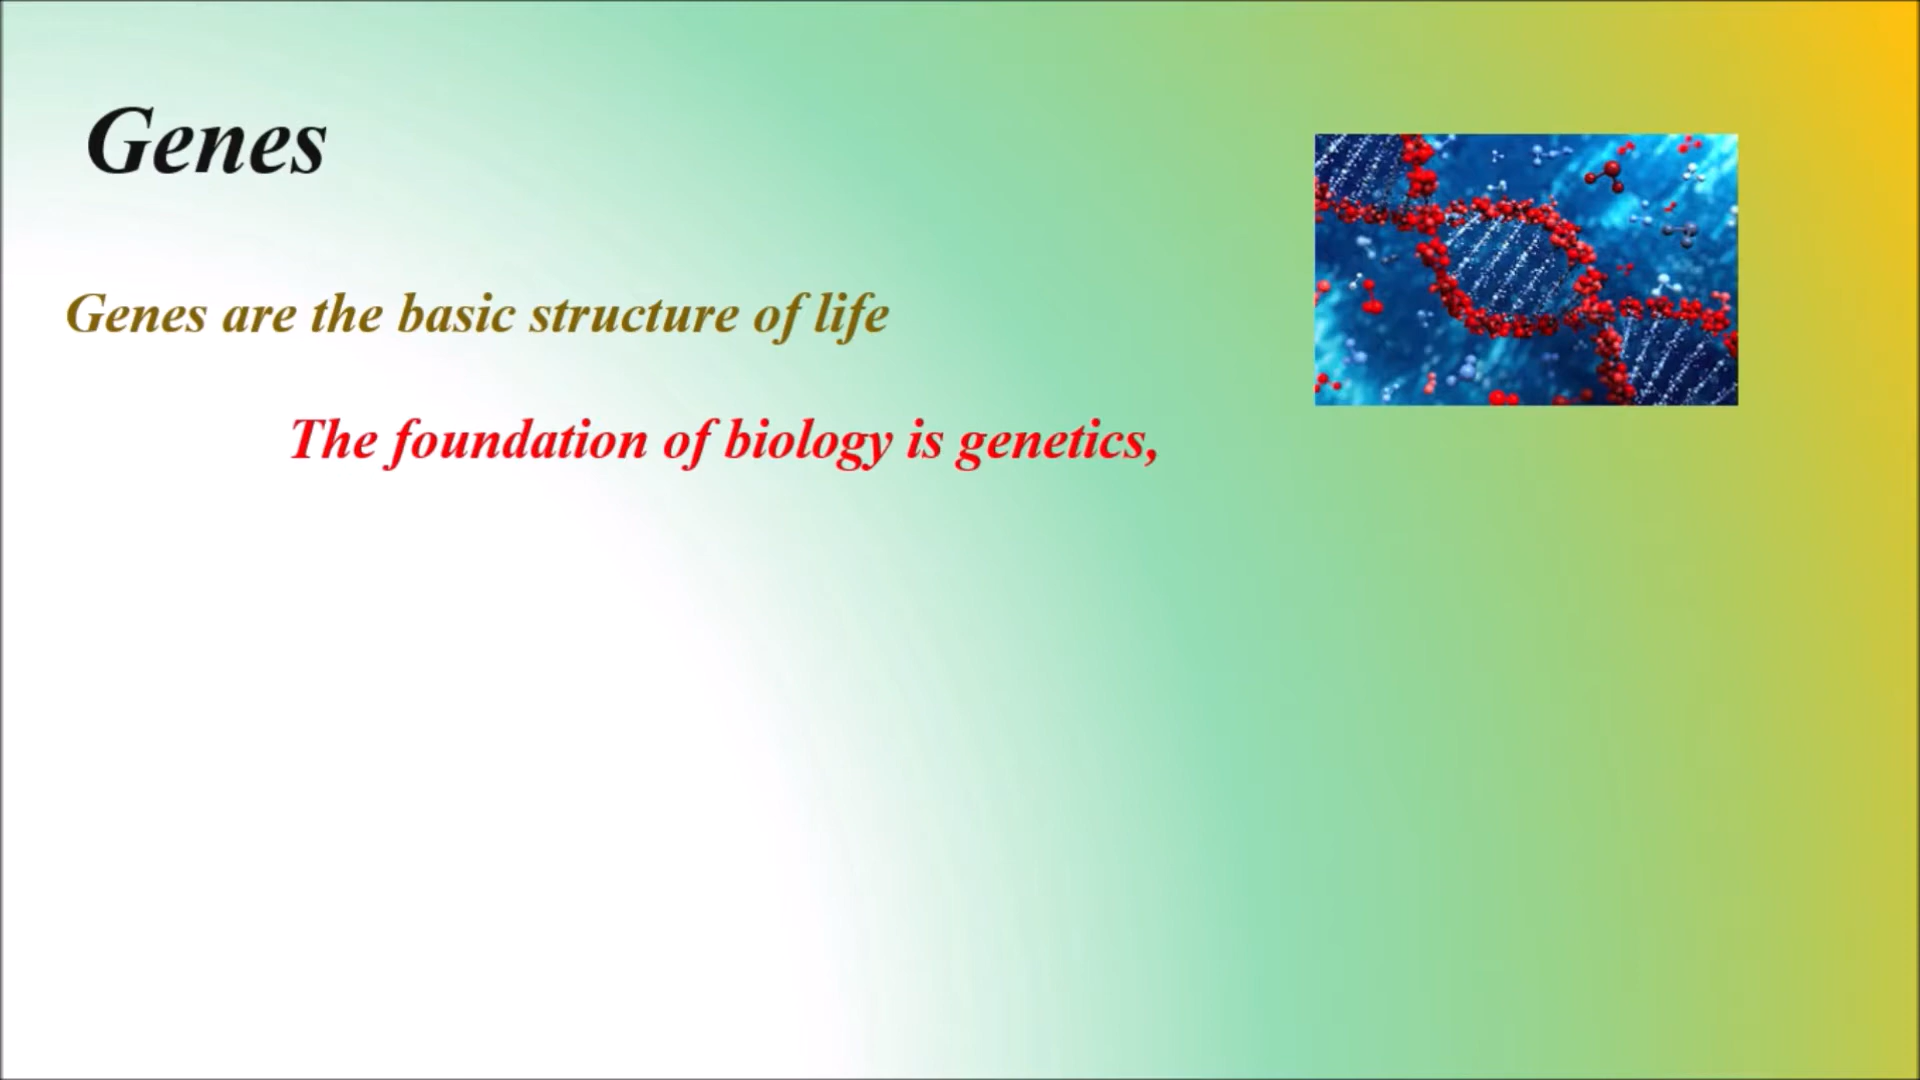 Genes
Genes are the basic structure of life
The foundation of biology is genetics,